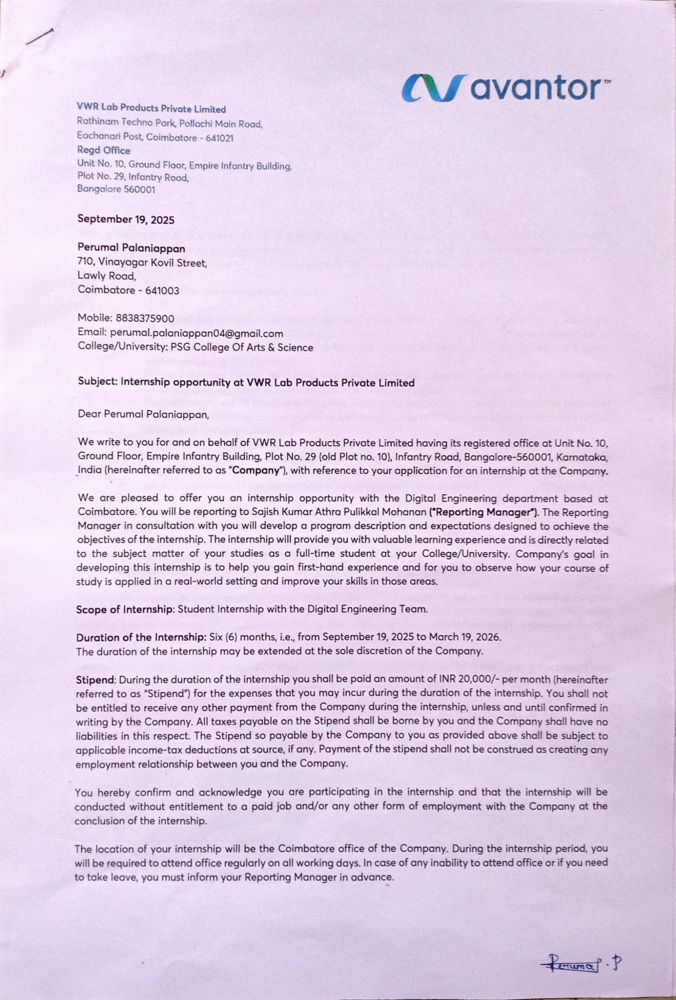 avantor™
VWR Lab Products Private Limited
Rathinam Techno Park, Pollachi Main Road,
Eachanari Post, Coimbatore - 641021
Regd Office
Unit No. 10, Ground Floor, Empire Infantry Building,
Plot No. 29, Infantry Road,
Bangalore 560001
September 19, 2025
Perumal Palaniappan
710, Vinayagar Kovil Street,
Lawly Road,
Coimbatore - 641003
Mobile: 8838375900
Email: perumal.palaniappan04@gmail.com
College/University: PSG College Of Arts & Science
Subject: Internship opportunity at VWR Lab Products Private Limited
Dear Perumal Palaniappan,
We write to you for and on behalf of VWR Lab Products Private Limited having its registered office at Unit No. 10,
Ground Floor, Empire Infantry Building, Plot No. 29 (old Plot no. 10), Infantry Road, Bangalore-560001, Karnataka,
India (hereinafter referred to as "Company"), with reference to your application for an internship at the Company.
We are pleased to offer you an internship opportunity with the Digital Engineering department based at
Coimbatore. You will be reporting to Sajish Kumar Athra Pulikkal Mohanan ("Reporting Manager"). The Reporting
Manager in consultation with you will develop a program description and expectations designed to achieve the
objectives of the internship. The internship will provide you with valuable learning experience and is directly related
to the subject matter of your studies as a full-time student at your College/University. Company's goal in
developing this internship is to help you gain first-hand experience and for you to observe how your course of
study is applied in a real-world setting and improve your skills in those areas.
Scope of Internship: Student Internship with the Digital Engineering Team.
Duration of the Internship: Six (6) months, i.e., from September 19, 2025 to March 19, 2026.
The duration of the internship may be extended at the sole discretion of the Company.
Stipend: During the duration of the internship you shall be paid an amount of INR 20,000/- per month (hereinafter
referred to as "Stipend") for the expenses that you may incur during the duration of the internship. You shall not
be entitled to receive any other payment from the Company during the internship, unless and until confirmed in
writing by the Company. All taxes payable on the Stipend shall be borne by you and the Company shall have no
liabilities in this respect. The Stipend so payable by the Company to you as provided above shall be subject to
applicable income-tax deductions at source, if any. Payment of the stipend shall not be construed as creating any
employment relationship between you and the Company.
You hereby confirm and acknowledge you are participating in the internship and that the internship will be
conducted without entitlement to a paid job and/or any other form of employment with the Company at the
conclusion of the internship.
The location of your internship will be the Coimbatore office of the Company. During the internship period, you
will be required to attend office regularly on all working days. In case of any inability to attend office or if you need
to take leave, you must inform your Reporting Manager in advance.
Perumal . P